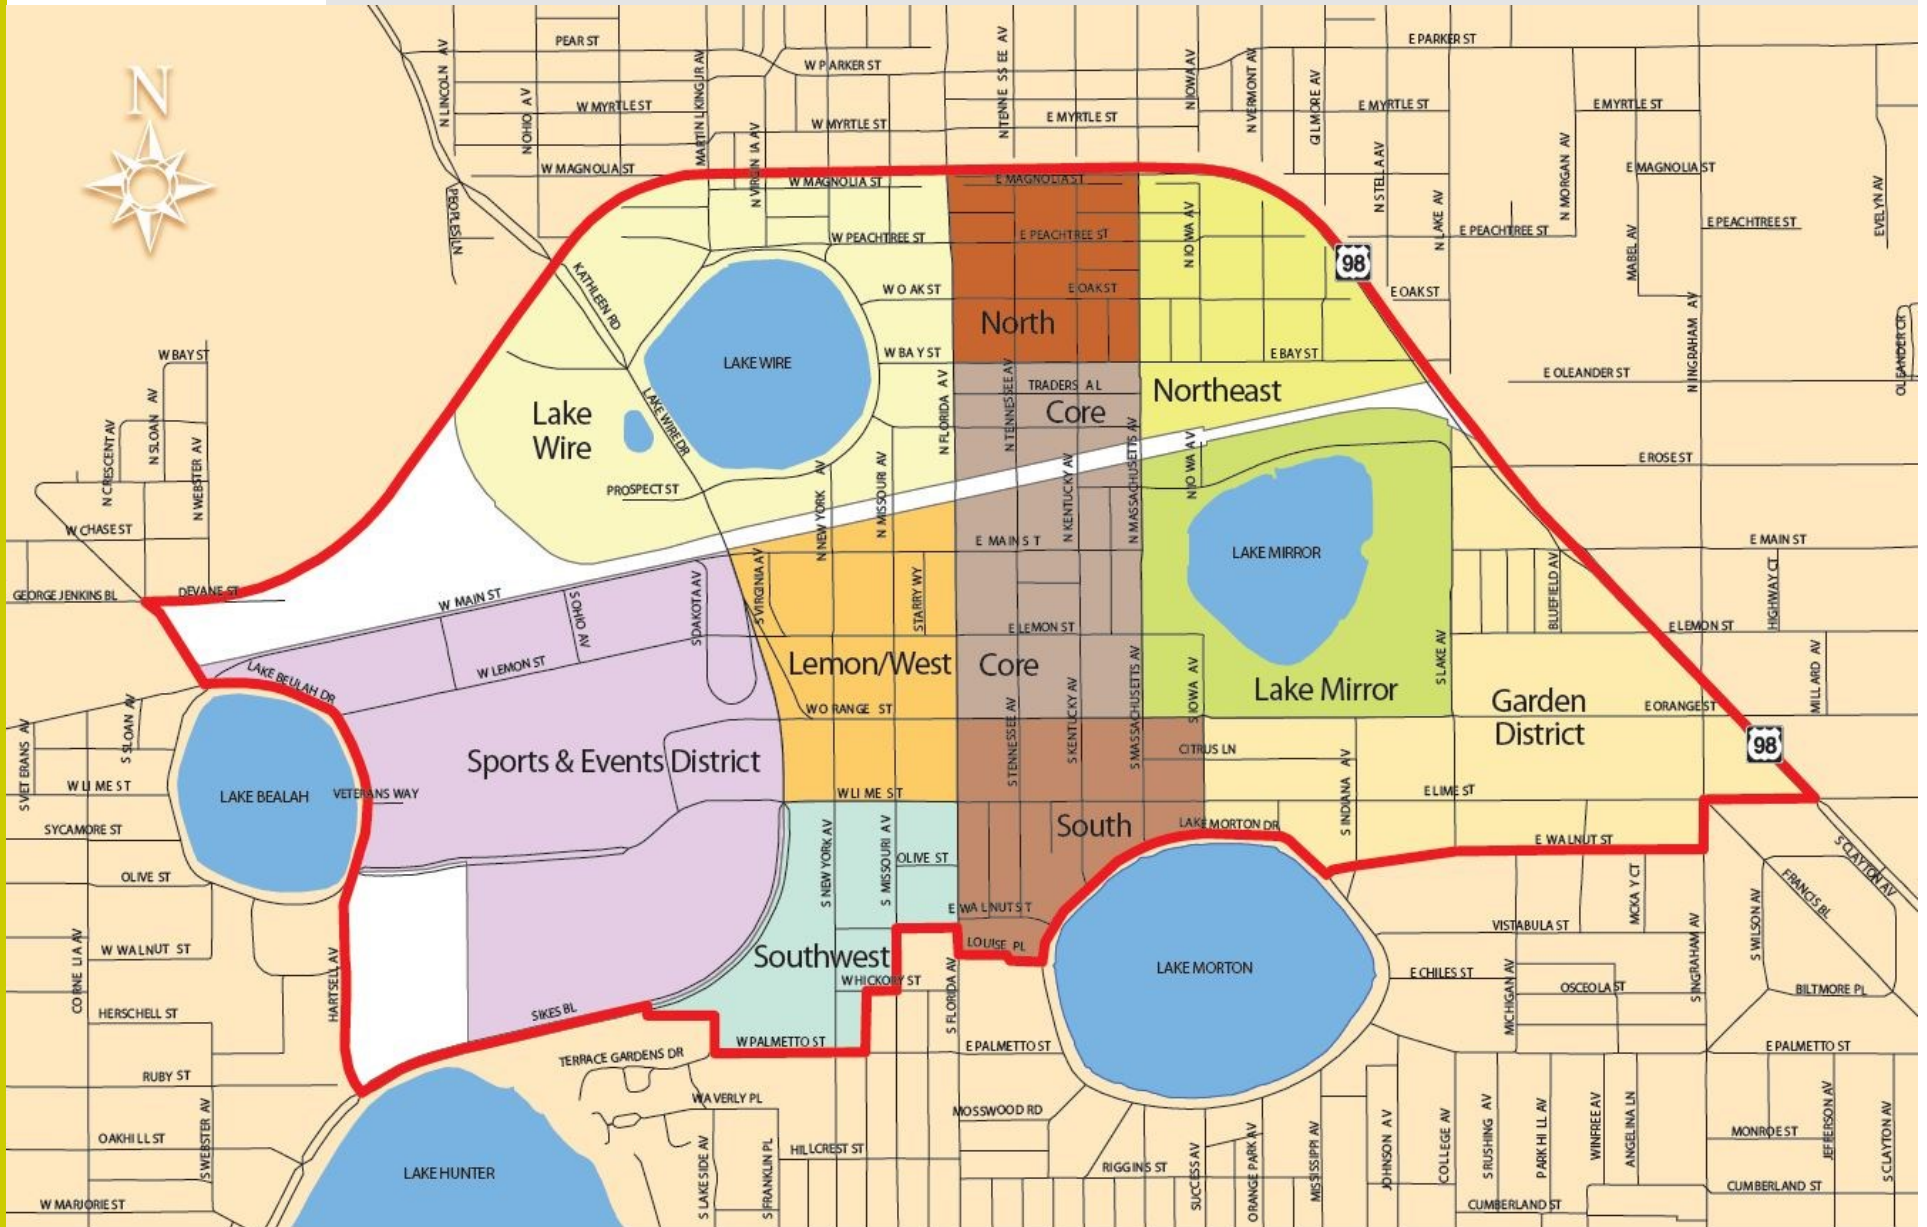 N
PEAR ST
E PARKER ST
W PARKER ST
N LINCOLN AV
N OHIO AV
MARTIN L KING JR AV
N VIRGINIA AV
N TENNESSEE AV
N IOWA AV
N VERMONT AV
GILMORE AV
W MYRTLE ST
W MYRTLE ST
E MYRTLE ST
E MYRTLE ST
E MYRTLE ST
N STELLA AV
N MORGAN AV
W MAGNOLIA ST
W MAGNOLIA ST
E MAGNOLIA ST
E MAGNOLIA ST
PEOPLES LN
N LAKE AV
EVELYN AV
W PEACHTREE ST
E PEACHTREE ST
N IOWA AV
E PEACHTREE ST
E PEACHTREE ST
MABEL AV
98
KATHLEEN RD
W OAK ST
E OAK ST
E OAK ST
North
N INGRAHAM AV
OLEANDER CR
W BAY ST
LAKE WIRE
W BAY ST
E BAY ST
E OLEANDER ST
N FLORIDA AV
N TENNESSEE AV
TRADERS AL
Northeast
N CRESCENT AV
N SLOAN AV
N WEBSTER AV
Lake
Wire
LAKE WIRE DR
Core
E ROSE ST
PROSPECT ST
N NEW YORK AV
N MISSOURI AV
N KENTUCKY AV
N MASSACHUSETTS AV
N IOWA AV
W CHASE ST
E MAIN ST
LAKE MIRROR
E MAIN ST
GEORGE JENKINS BL
DEVANE ST
W MAIN ST
S OHIO AV
S DAKOTA AV
S VIRGINIA AV
STARRY WY
BLUEFIELD AV
HIGHWAY CT
E LEMON ST
E LEMON ST
LAKE BEULAH DR
W LEMON ST
Lemon/West
Core
S MASSACHUSETTS AV
S IOWA AV
Lake Mirror
S LAKE AV
MILLARD AV
S VETERANS AV
S SLOAN AV
W ORANGE ST
S TENNESSEE AV
S KENTUCKY AV
Garden
District
E ORANGE ST
98
Sports & Events District
CITRUS LN
S INDIANA AV
W LIME ST
LAKE BEALAH
VETERANS WAY
W LIME ST
E LIME ST
SYCAMORE ST
South
LAKE MORTON DR
E WALNUT ST
S CLAYTON AV
OLIVE ST
S NEW YORK AV
S MISSOURI AV
OLIVE ST
MCKAY CT
FRANCIS BL
S WILSON AV
E WALNUT ST
VISTABULA ST
CORNELIA AV
W WALNUT ST
Southwest
LOUISE PL
HARTSELL AV
W HICKORY ST
S FLORIDA AV
LAKE MORTON
E CHILES ST
MICHIGAN AV
OSCEOLA ST
S INGRAHAM AV
BILTMORE PL
HERSCHELL ST
SIKES BL
W PALMETTO ST
E PALMETTO ST
E PALMETTO ST
TERRACE GARDENS DR
RUBY ST
WAVERLY PL
MOSSWOOD RD
S WEBSTER AV
OAKHILL ST
LAKE HUNTER
S LAKESIDE AV
S FRANKLIN PL
HILLCREST ST
RIGGINS ST
SUCCESS AV
ORANGE PARK AV
MISSISSIPPI AV
JOHNSON AV
COLLEGE AV
S RUSHING AV
PARK HILL AV
WINFREE AV
ANGELINA LN
MONROE ST
JEFFERSON AV
S CLAYTON AV
W MARJORIE ST
CUMBERLAND ST
CUMBERLAND ST